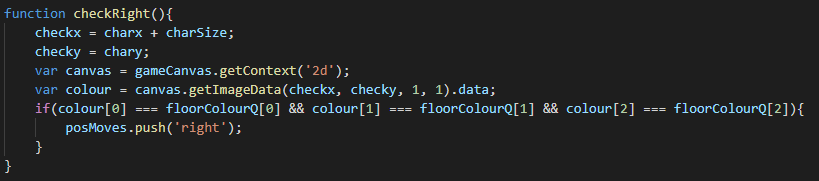 function checkRight(){
    checkx = charx + charSize;
    checky = chary;
    var canvas = gameCanvas.getContext('2d');
    var colour = canvas.getImageData(checkx, checky, 1, 1).data;
    if(colour[0] === floorColourQ[0] && colour[1] === floorColourQ[1] && colour[2] === floorColourQ[2]){
        posMoves.push('right');
    }
}